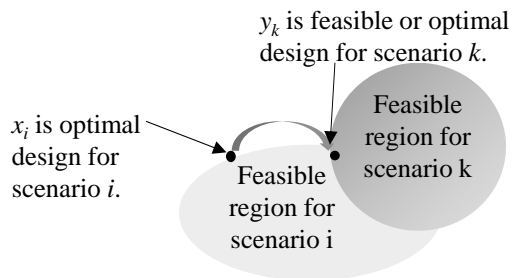 y_k is feasible or optimal
design for scenario k.
x_i is optimal
design for
scenario i.
Feasible
region for
scenario k
Feasible
region for
scenario i